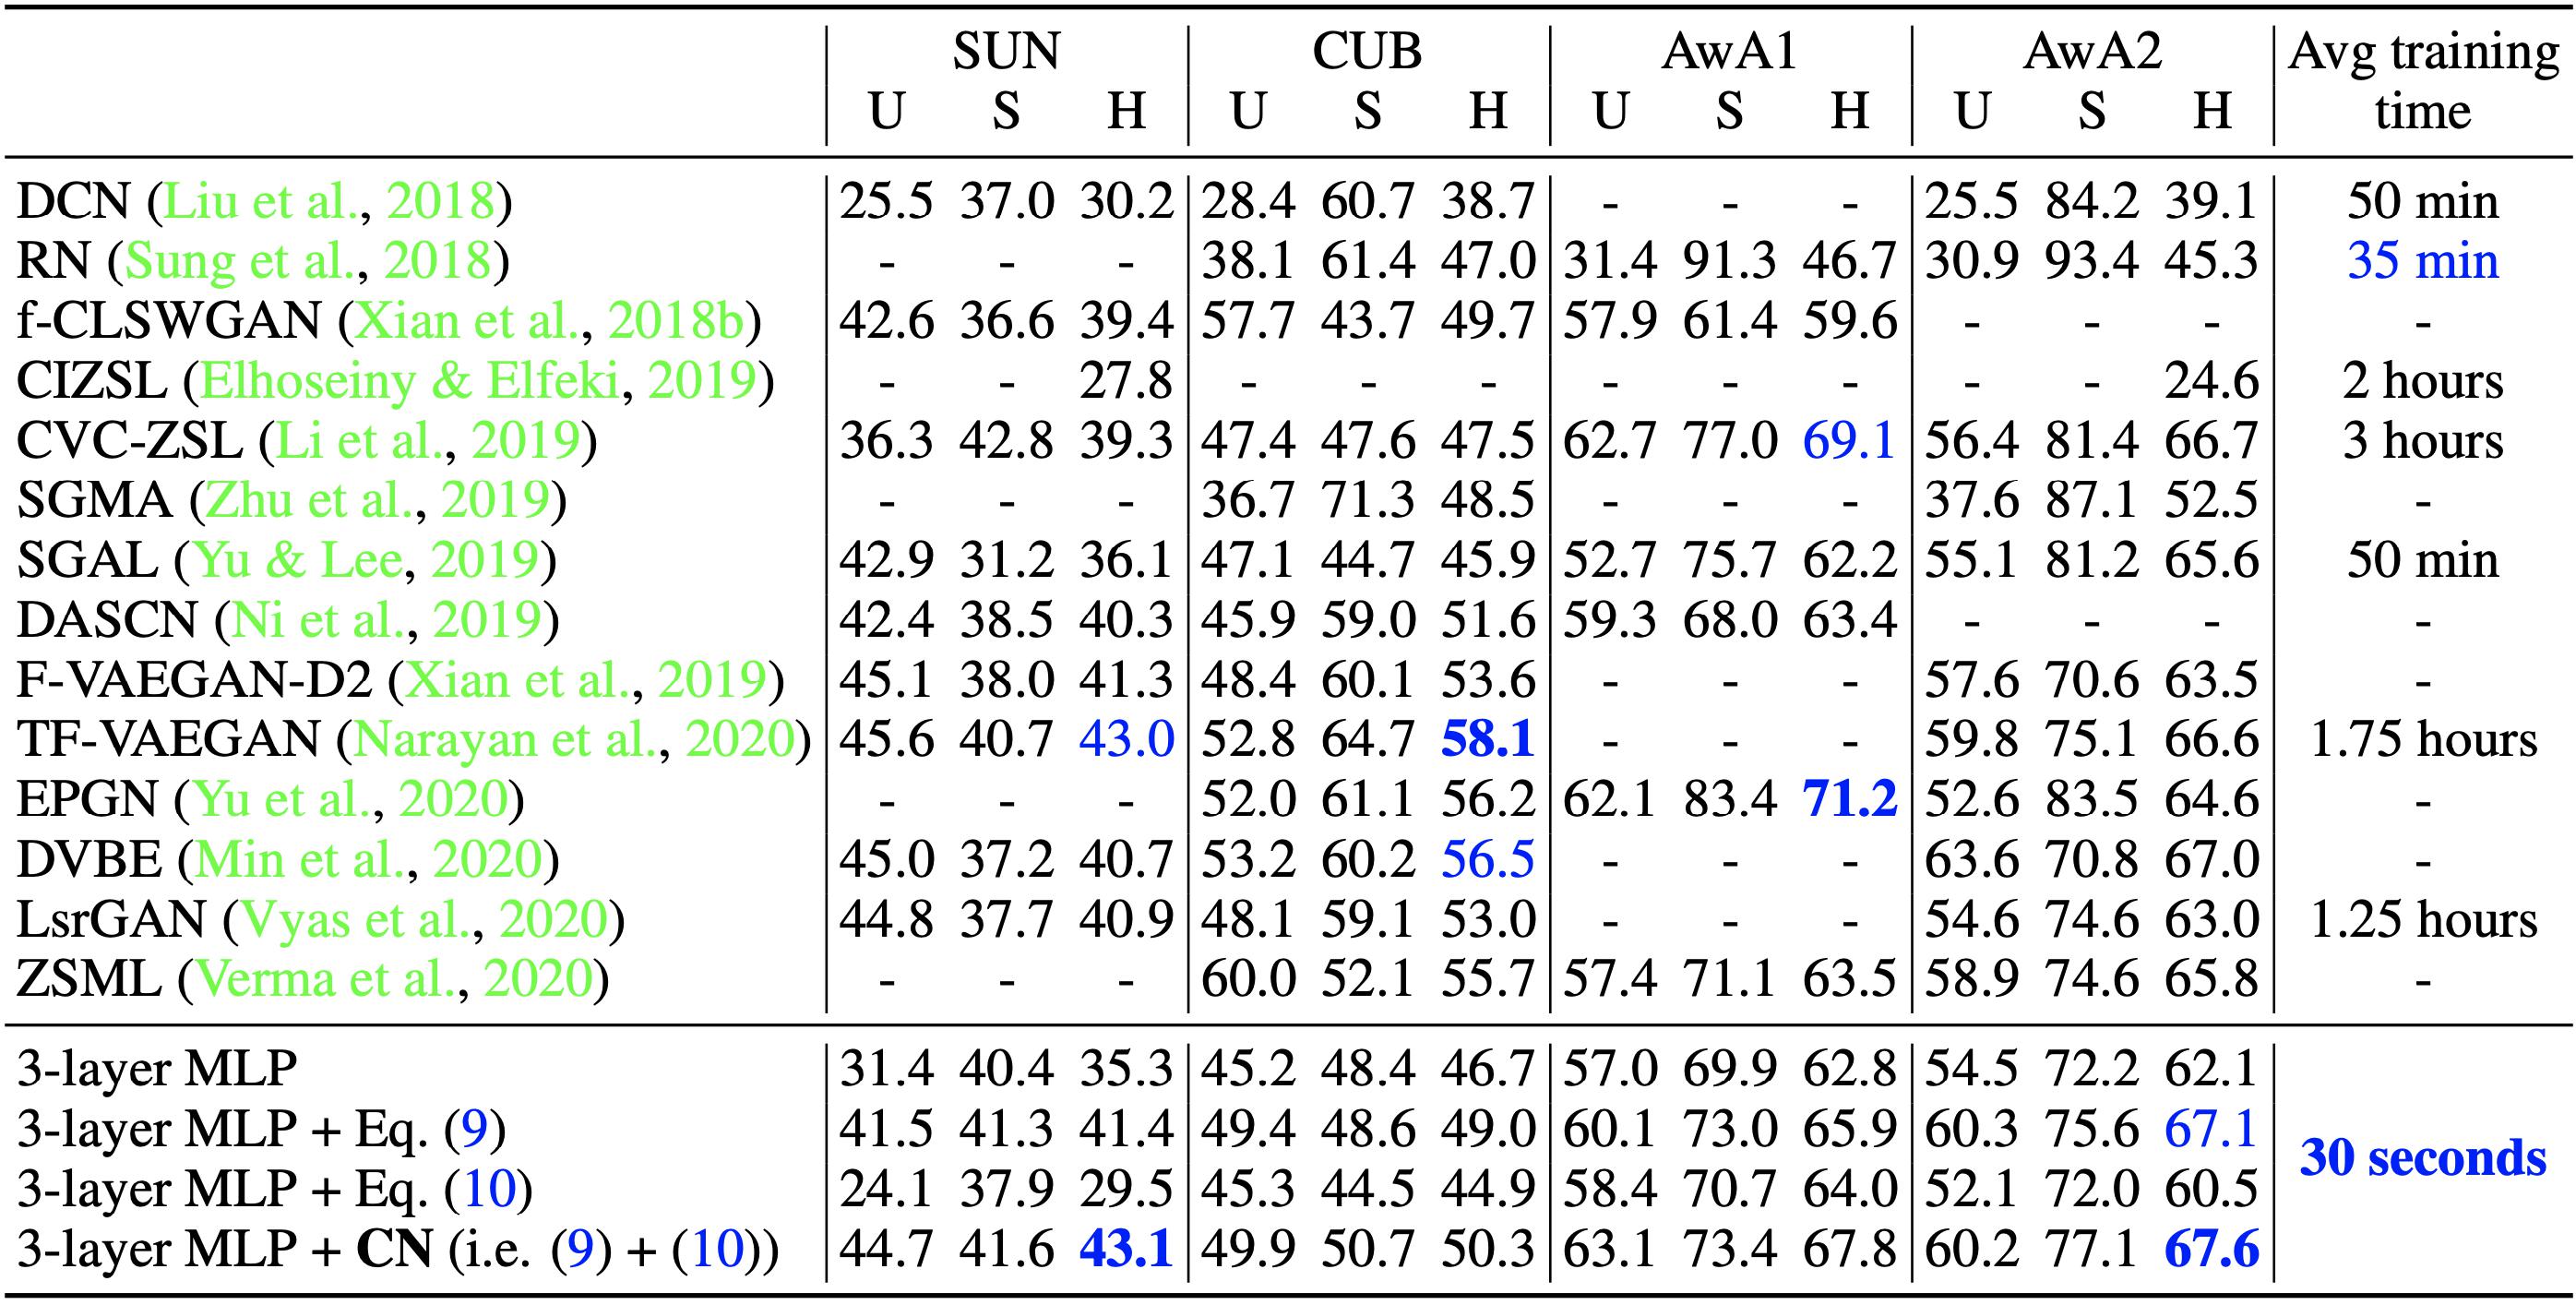 SUN CUB AwA1 AwA2 Avg training
U S H U S H U S H U S H time
DCN (Liu et al., 2018) 25.5 37.0 30.2 28.4 60.7 38.7 - - - 25.5 84.2 39.1 50 min
RN (Sung et al., 2018) - - - 38.1 61.4 47.0 31.4 91.3 46.7 30.9 93.4 45.3 35 min
f-CLSWGAN (Xian et al., 2018b) 42.6 36.6 39.4 57.7 43.7 49.7 57.9 61.4 59.6 - - - -
CIZSL (Elhoseiny & Elfeki, 2019) - - 27.8 - - - - - - - - 24.6 2 hours
CVC-ZSL (Li et al., 2019) 36.3 42.8 39.3 47.4 47.6 47.5 62.7 77.0 69.1 56.4 81.4 66.7 3 hours
SGMA (Zhu et al., 2019) - - - 36.7 71.3 48.5 - - - 37.6 87.1 52.5 -
SGAL (Yu & Lee, 2019) 42.9 31.2 36.1 47.1 44.7 45.9 52.7 75.7 62.2 55.1 81.2 65.6 50 min
DASCN (Ni et al., 2019) 42.4 38.5 40.3 45.9 59.0 51.6 59.3 68.0 63.4 - - - -
F-VAEGAN-D2 (Xian et al., 2019) 45.1 38.0 41.3 48.4 60.1 53.6 - - - 57.6 70.6 63.5 -
TF-VAEGAN (Narayan et al., 2020) 45.6 40.7 43.0 52.8 64.7 58.1 - - - 59.8 75.1 66.6 1.75 hours
EPGN (Yu et al., 2020) - - - 52.0 61.1 56.2 62.1 83.4 71.2 52.6 83.5 64.6 -
DVBE (Min et al., 2020) 45.0 37.2 40.7 53.2 60.2 56.5 - - - 63.6 70.8 67.0 -
LsrGAN (Vyas et al., 2020) 44.8 37.7 40.9 48.1 59.1 53.0 - - - 54.6 74.6 63.0 1.25 hours
ZSML (Verma et al., 2020) - - - 60.0 52.1 55.7 57.4 71.1 63.5 58.9 74.6 65.8 -
3-layer MLP 31.4 40.4 35.3 45.2 48.4 46.7 57.0 69.9 62.8 54.5 72.2 62.1
3-layer MLP + Eq. (9) 41.5 41.3 41.4 49.4 48.6 49.0 60.1 73.0 65.9 60.3 75.6 67.1
30 seconds
3-layer MLP + Eq. (10) 24.1 37.9 29.5 45.3 44.5 44.9 58.4 70.7 64.0 52.1 72.0 60.5
3-layer MLP + CN (i.e. (9) + (10)) 44.7 41.6 43.1 49.9 50.7 50.3 63.1 73.4 67.8 60.2 77.1 67.6